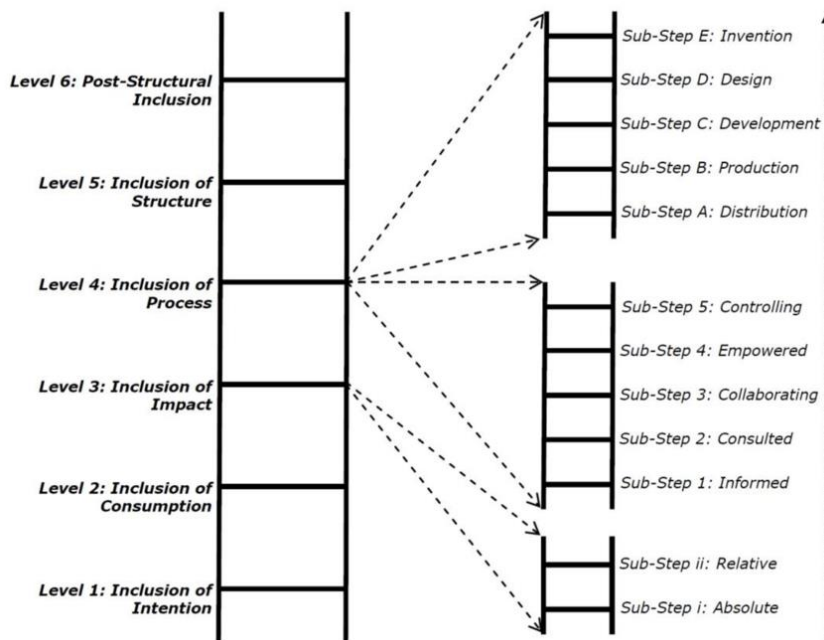 Level 6: Post-Structural
Inclusion
Level 5: Inclusion of
Structure
Level 4: Inclusion of
Process
Level 3: Inclusion of
Impact
Level 2: Inclusion of
Consumption
Level 1: Inclusion of
Intention
Sub-Step E: Invention
Sub-Step D: Design
Sub-Step C: Development
Sub-Step B: Production
Sub-Step A: Distribution
Sub-Step 5: Controlling
Sub-Step 4: Empowered
Sub-Step 3: Collaborating
Sub-Step 2: Consulted
Sub-Step 1: Informed
Sub-Step ii: Relative
Sub-Step i: Absolute